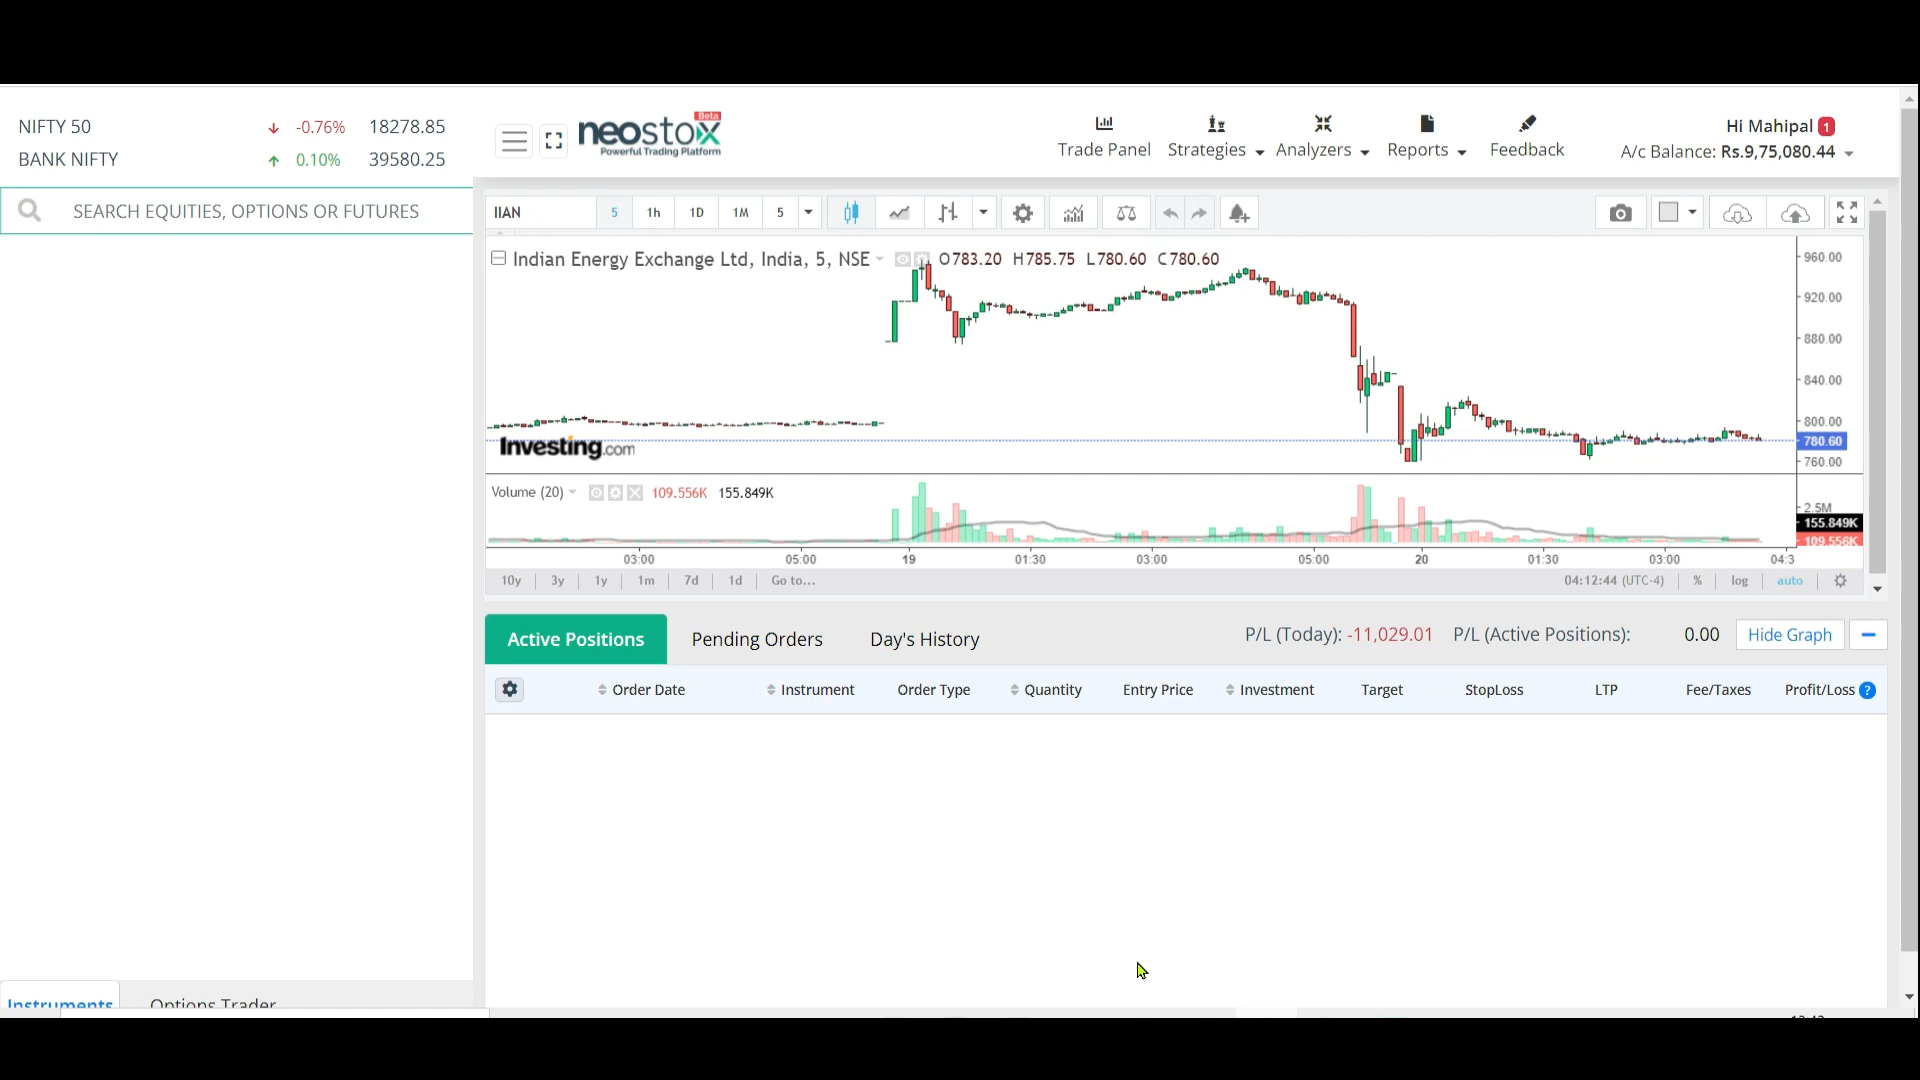 NIFTY 50 -0.76% 18278.85
BANK NIFTY 0.10% 39580.25
SEARCH EQUITIES, OPTIONS OR FUTURES
Beta
neostox
Powerful Trading Platform
Trade Panel Strategies Analyzers Reports Feedback
Hi Mahipal 1
A/c Balance: Rs.9,75,080.44
IIAN 5 1h 1D 1M 5
Indian Energy Exchange Ltd, India, 5, NSE O783.20 H785.75 L780.60 C780.60
960.00
920.00
880.00
840.00
800.00
780.60
760.00
Investing.com
Volume (20) 109.556K 155.849K
2.5M
155.849K
109.556K
03:00 05:00 19 01:30 03:00 05:00 20 01:30 03:00 04:3
10y 3y 1y 1m 7d 1d Go to... 04:12:44 (UTC-4) % log auto
Active Positions Pending Orders Day's History P/L (Today): -11,029.01 P/L (Active Positions): 0.00 Hide Graph
Order Date Instrument Order Type Quantity Entry Price Investment Target StopLoss LTP Fee/Taxes Profit/Loss ?
Instruments Options Trader